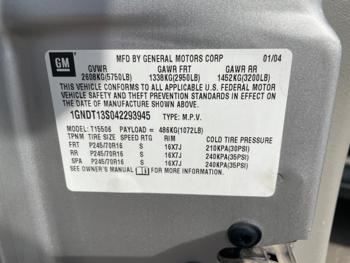 GM
MFD BY GENERAL MOTORS CORP 01/04
GVWR GAWR FRT GAWR RR
2608KG(5750LB) 1338KG(2950LB) 1452KG(3200LB)
THIS VEHICLE CONFORMS TO ALL APPLICABLE U.S. FEDERAL MOTOR
VEHICLE SAFETY AND THEFT PREVENTION STANDARDS IN EFFECT ON
THE DATE OF MANUFACTURE SHOWN ABOVE.
1GNDT13S042293945 TYPE: M.P.V.
MODEL: T15506 PAYLOAD = 486KG(1072LB)
TPNM TIRE SIZE SPEED RTG RIM COLD TIRE PRESSURE
FRT P245/70R16 S 16X7J 210KPA(30PSI)
RR P245/70R16 S 16X7J 240KPA(35PSI)
SPA P245/70R16 S 16X7J 240KPA(35PSI)
SEE OWNER'S MANUAL FOR MORE INFORMATION.